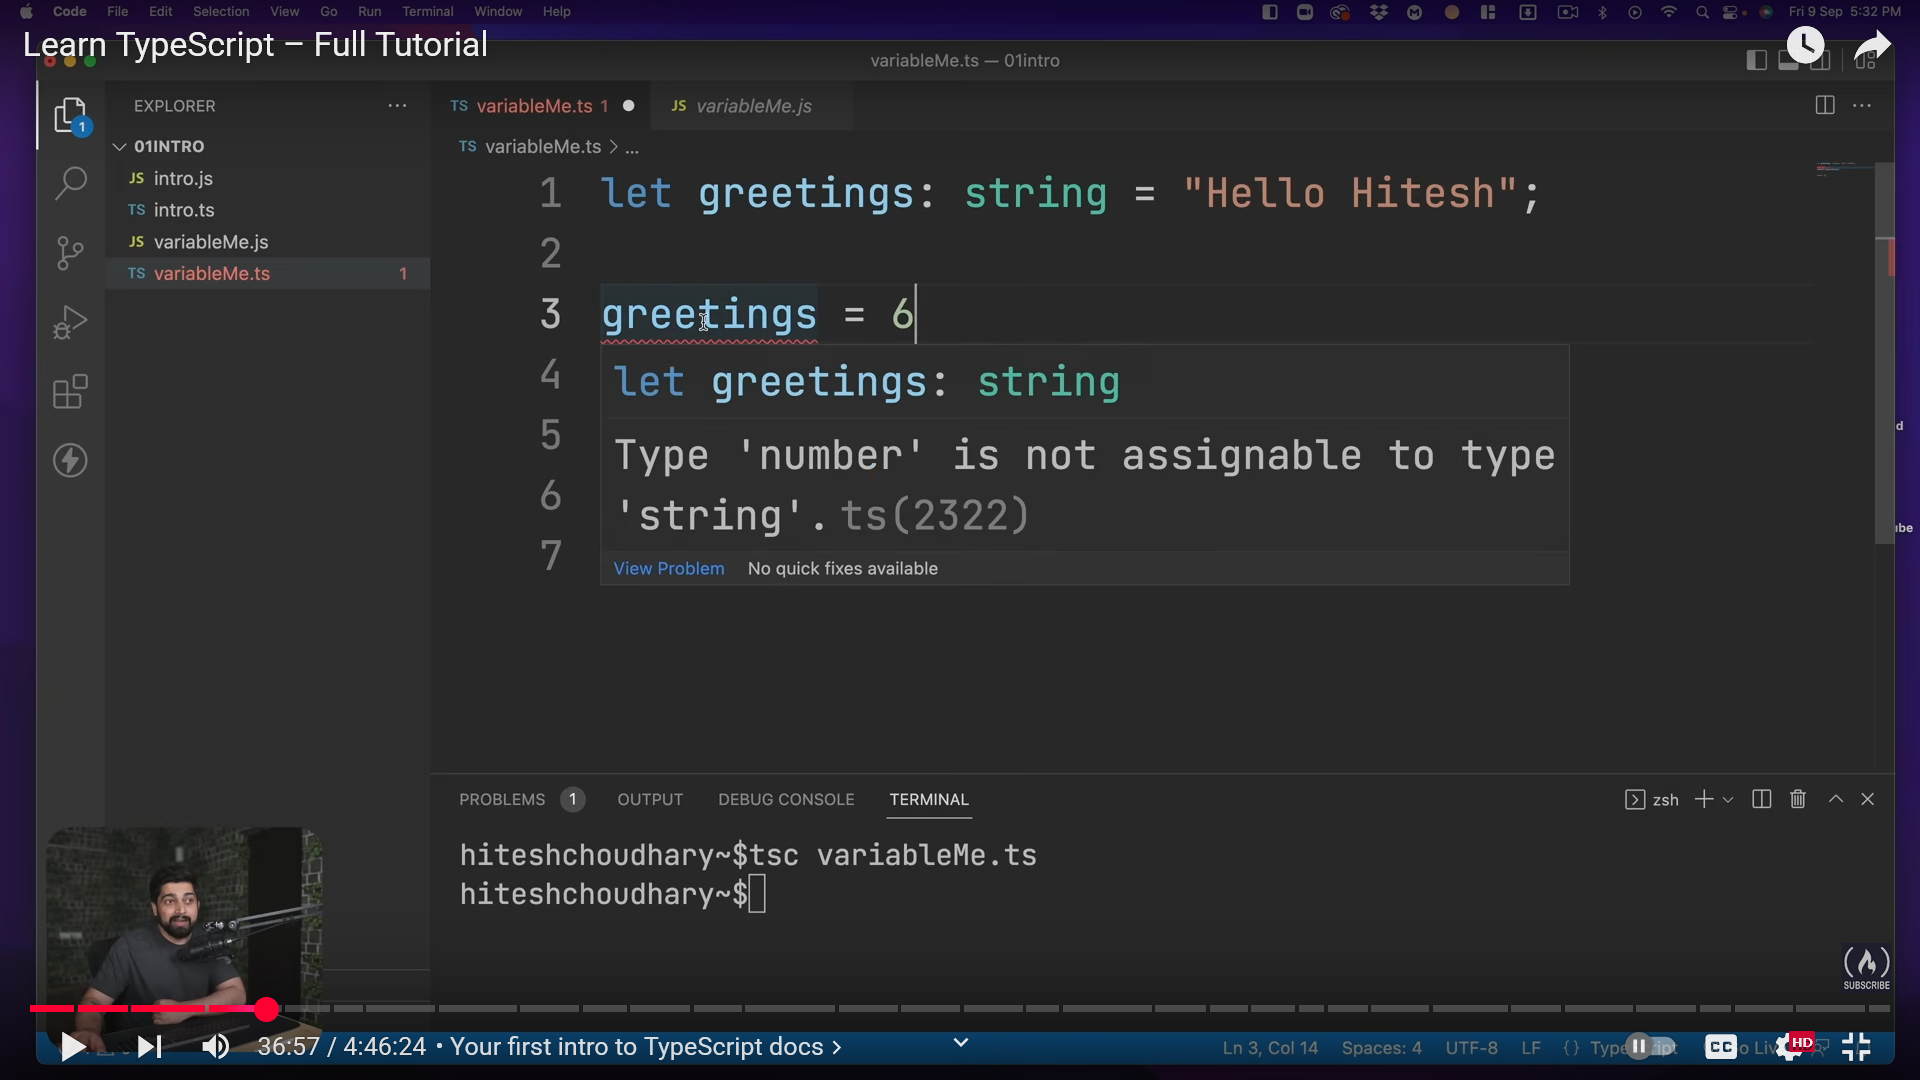 Code File Edit Selection View Go Run Terminal Window Help
Fri 9 Sep 5:32 PM
Learn TypeScript – Full Tutorial
variableMe.ts — 01intro
EXPLORER
TS variableMe.ts 1
JS variableMe.js
1
01INTRO
TS variableMe.ts > ...
JS intro.js
TS intro.ts
JS variableMe.js
TS variableMe.ts 1
1 let greetings: string = "Hello Hitesh";
2
3 greetings = 6
4
5
6
7
let greetings: string
Type 'number' is not assignable to type
'string'. ts(2322)
View Problem No quick fixes available
PROBLEMS 1 OUTPUT DEBUG CONSOLE TERMINAL
zsh
hiteshchoudhary~$tsc variableMe.ts
hiteshchoudhary~$
SUBSCRIBE
36:57 / 4:46:24 • Your first intro to TypeScript docs >
Ln 3, Col 14 Spaces: 4 UTF-8 LF {}
CC
HD